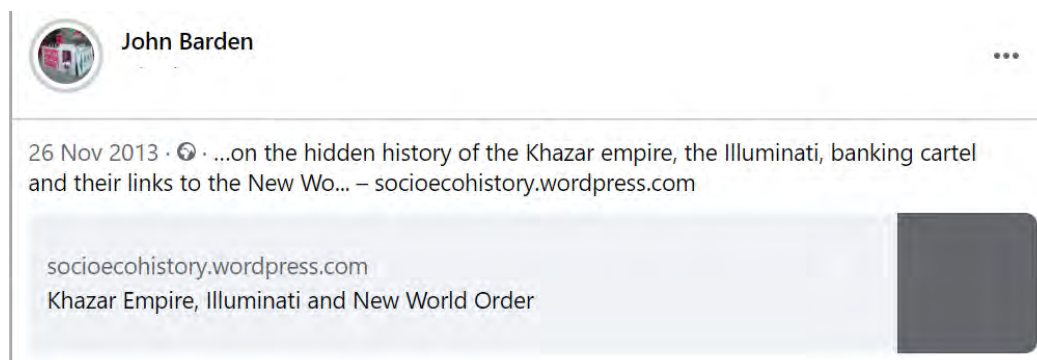 John Barden
26 Nov 2013 · · ...on the hidden history of the Khazar empire, the Illuminati, banking cartel
and their links to the New Wo... – socioecohistory.wordpress.com
socioecohistory.wordpress.com
Khazar Empire, Illuminati and New World Order